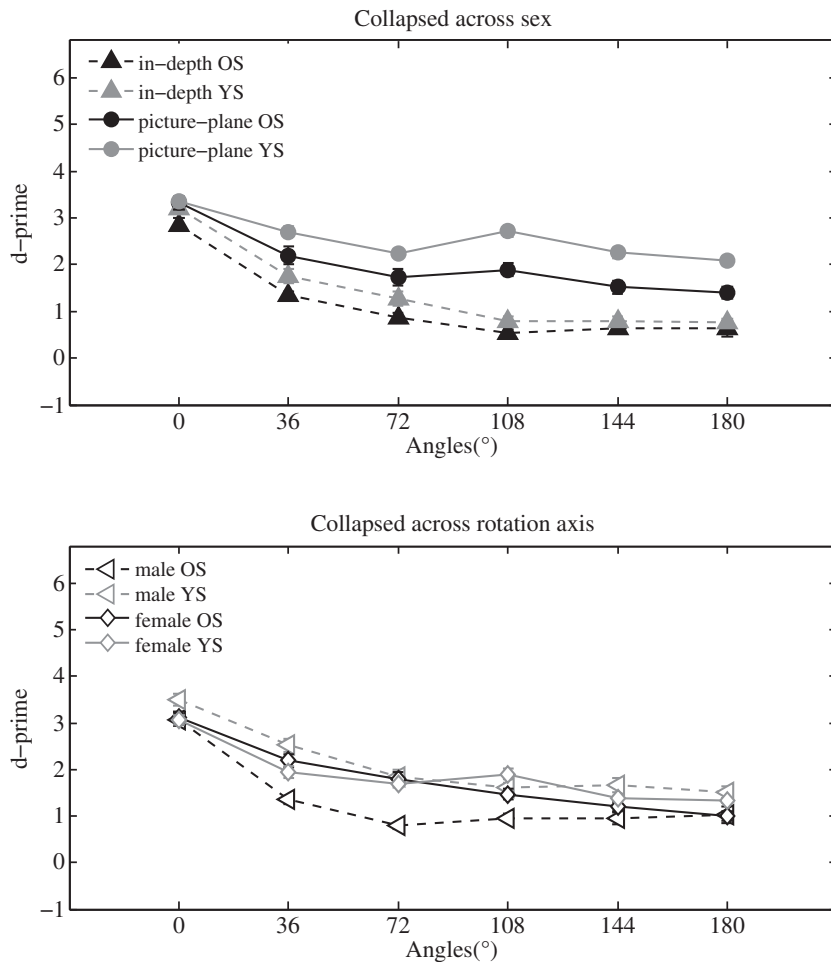 Collapsed across sex
in−depth OS
in−depth YS
picture−plane OS
picture−plane YS
6
5
4
3
2
1
0
−1
d−prime
0 36 72 108 144 180
Angles(°)
Collapsed across rotation axis
male OS
male YS
female OS
female YS
6
5
4
3
2
1
0
−1
d−prime
0 36 72 108 144 180
Angles(°)